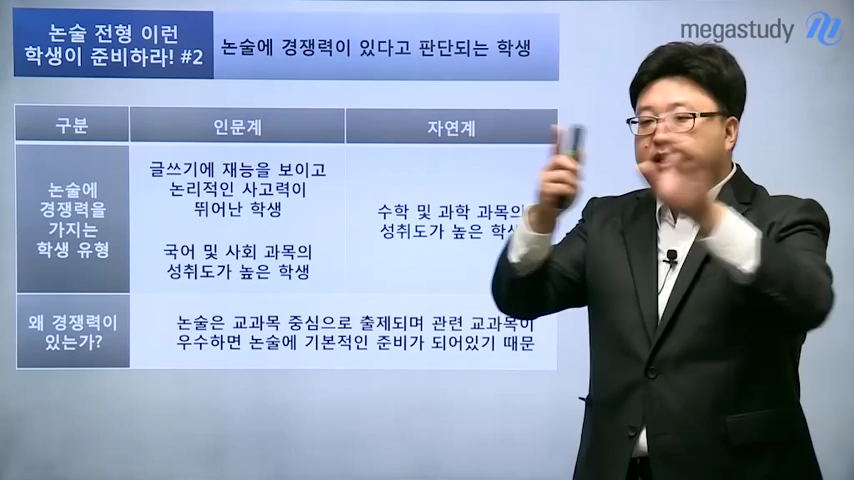 논술 전형 이런
학생이 준비하라! #2
논술에 경쟁력이 있다고 판단되는 학생
megastudy
구분
인문계
자연계
논술에
경쟁력을
가지는
학생 유형
글쓰기에 재능을 보이고
논리적인 사고력이
뛰어난 학생
국어 및 사회 과목의
성취도가 높은 학생
수학 및 과학 과목의
성취도가 높은 학생
왜 경쟁력이
있는가?
논술은 교과목 중심으로 출제되며 관련 교과목이
우수하면 논술에 기본적인 준비가 되어있기 때문